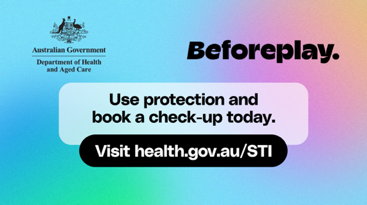 Australian Government
Department of Health
and Aged Care
Beforeplay.
Use protection and
book a check-up today.
Visit health.gov.au/STI